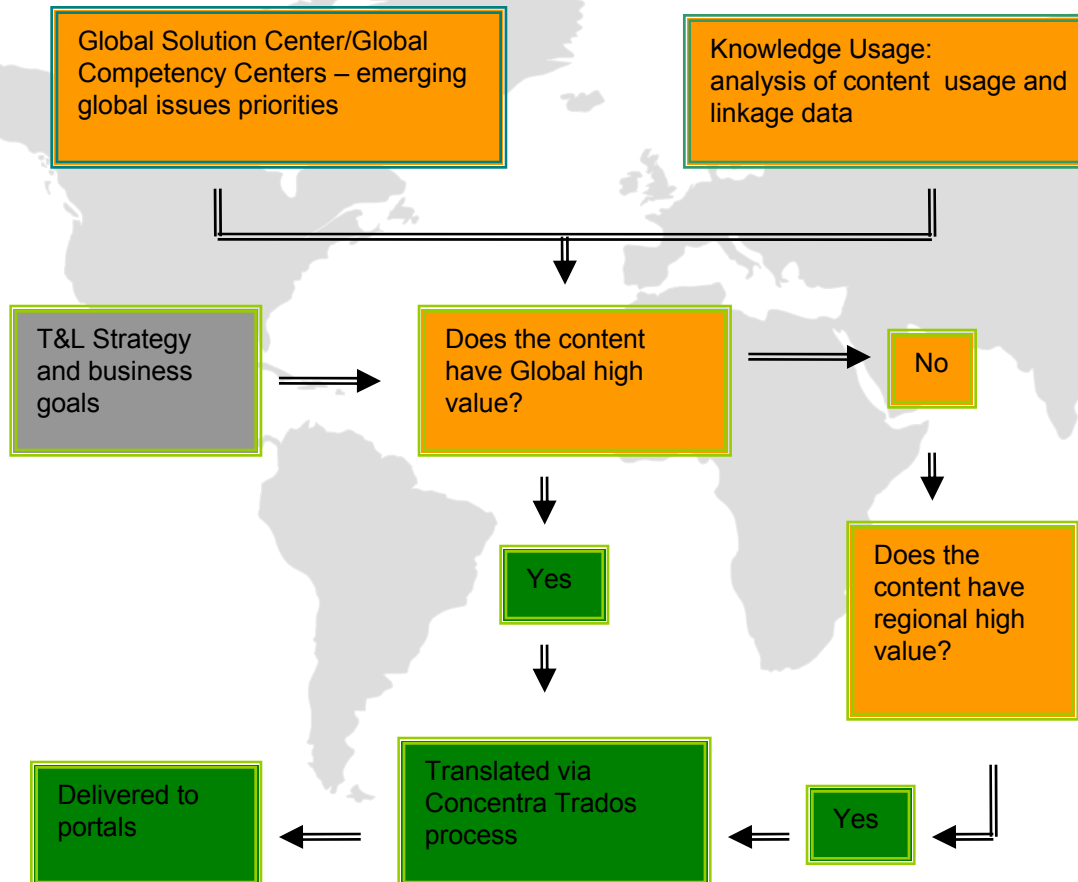 Global Solution Center/Global
Competency Centers – emerging
global issues priorities
Knowledge Usage:
analysis of content usage and
linkage data
T&L Strategy
and business
goals
Does the content
have Global high
value?
No
Yes
Does the
content have
regional high
value?
Delivered to
portals
Translated via
Concentra Trados
process
Yes